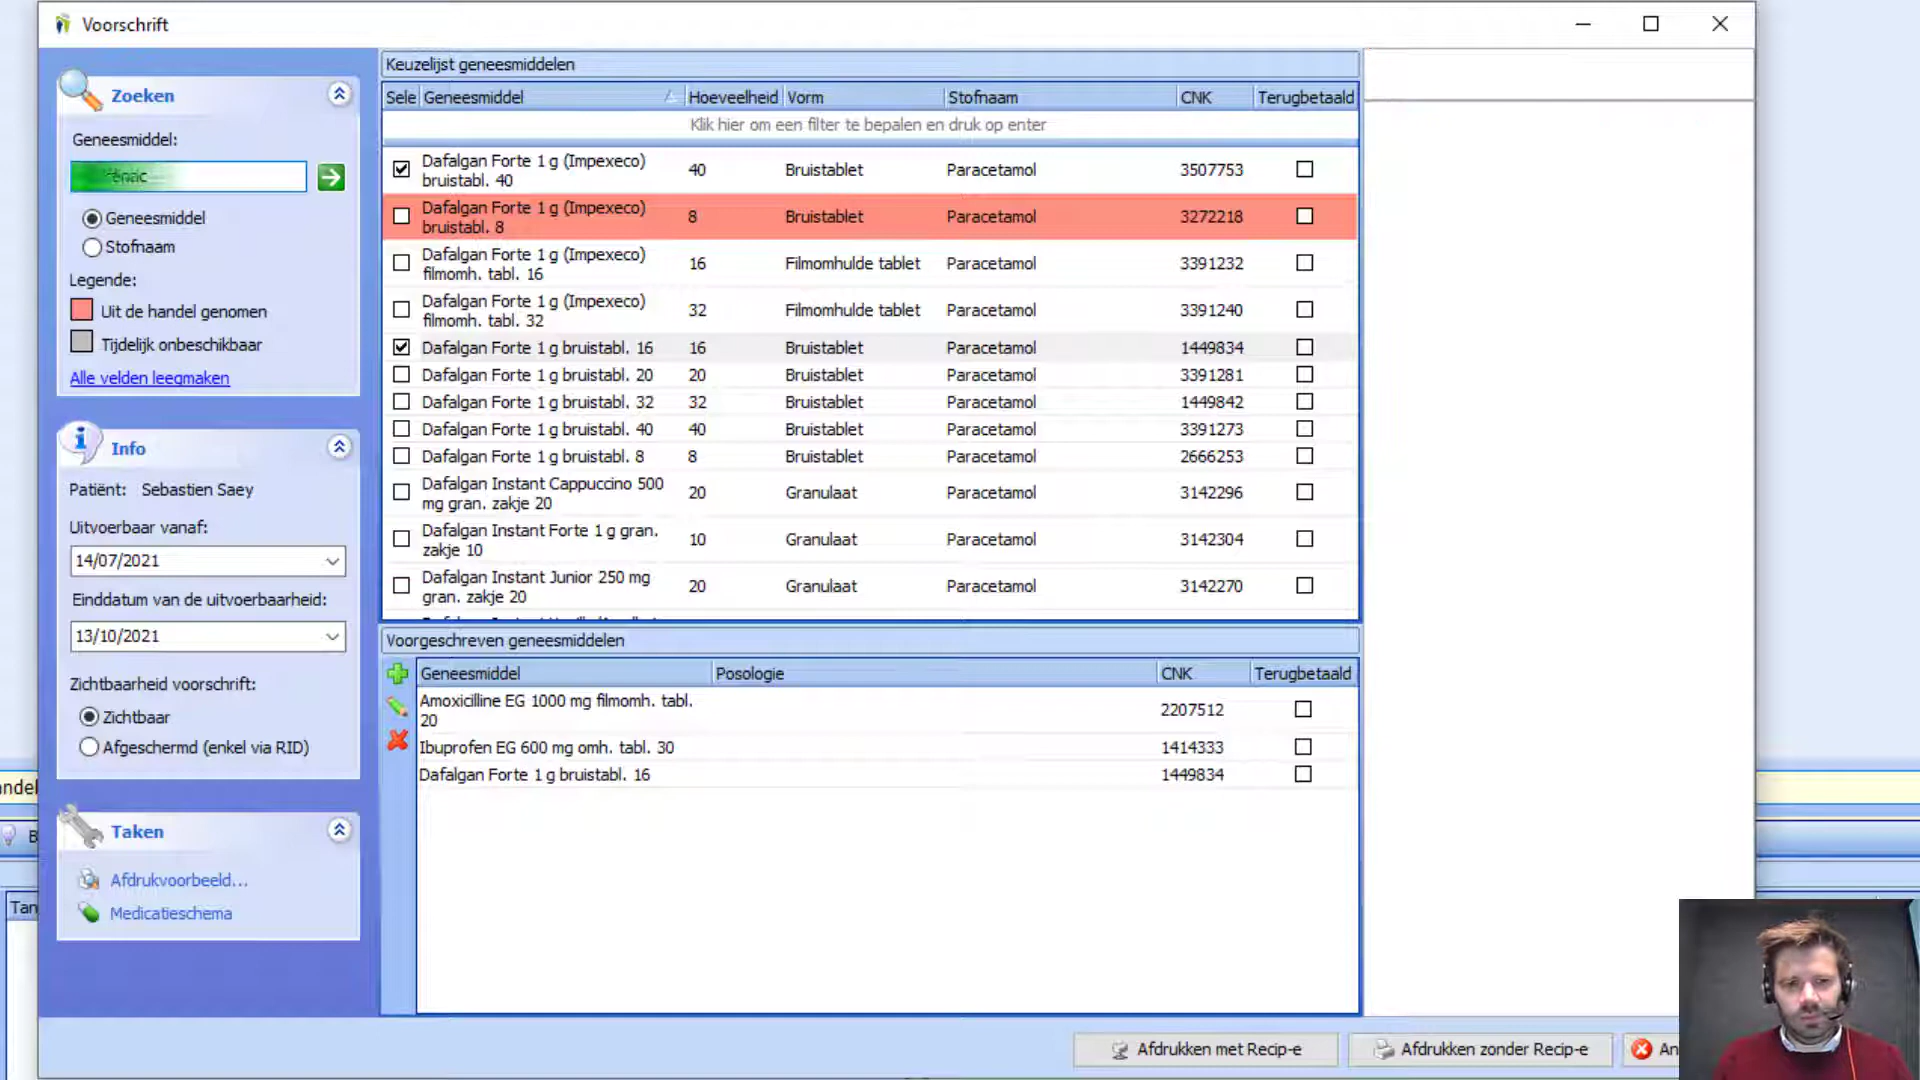 Voorschrift
Zoeken
Geneesmiddel:
Geneesmiddel
Stofnaam
Legende:
Uit de handel genomen
Tijdelijk onbeschikbaar
Alle velden leegmaken
Info
Patiënt: Sebastien Saey
Uitvoerbaar vanaf:
14/07/2021
Einddatum van de uitvoerbaarheid:
13/10/2021
Zichtbaarheid voorschrift:
Zichtbaar
Afgeschermd (enkel via RID)
Taken
Afdrukvoorbeeld...
Medicatieschema
Keuzelijst geneesmiddelen
Sele Geneesmiddel Hoeveelheid Vorm Stofnaam CNK Terugbetaald
Klik hier om een filter te bepalen en druk op enter
Dafalgan Forte 1 g (Impexeco)
bruistabl. 40 40 Bruistablet Paracetamol 3507753
Dafalgan Forte 1 g (Impexeco)
bruistabl. 8 8 Bruistablet Paracetamol 3272218
Dafalgan Forte 1 g (Impexeco)
filmomh. tabl. 16 16 Filmomhulde tablet Paracetamol 3391232
Dafalgan Forte 1 g (Impexeco)
filmomh. tabl. 32 32 Filmomhulde tablet Paracetamol 3391240
Dafalgan Forte 1 g bruistabl. 16 16 Bruistablet Paracetamol 1449834
Dafalgan Forte 1 g bruistabl. 20 20 Bruistablet Paracetamol 3391281
Dafalgan Forte 1 g bruistabl. 32 32 Bruistablet Paracetamol 1449842
Dafalgan Forte 1 g bruistabl. 40 40 Bruistablet Paracetamol 3391273
Dafalgan Forte 1 g bruistabl. 8 8 Bruistablet Paracetamol 2666253
Dafalgan Instant Cappuccino 500
mg gran. zakje 20 20 Granulaat Paracetamol 3142296
Dafalgan Instant Forte 1 g gran.
zakje 10 10 Granulaat Paracetamol 3142304
Dafalgan Instant Junior 250 mg
gran. zakje 20 20 Granulaat Paracetamol 3142270
Voorgeschreven geneesmiddelen
Geneesmiddel Posologie CNK Terugbetaald
Amoxicilline EG 1000 mg filmomh. tabl.
20 2207512
Ibuprofen EG 600 mg omh. tabl. 30 1414333
Dafalgan Forte 1 g bruistabl. 16 1449834
Afdrukken met Recip-e
Afdrukken zonder Recip-e
An
andel
B
Tan